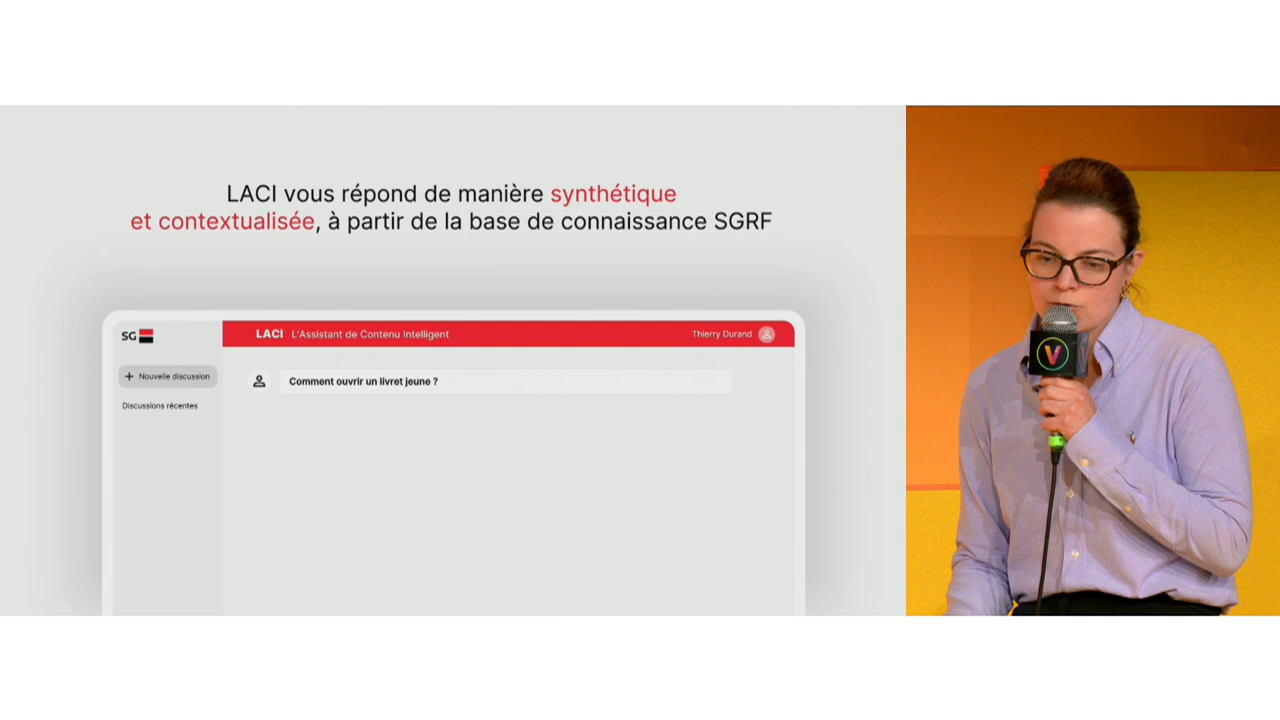 LACI vous répond de manière synthétique
et contextualisée, à partir de la base de connaissance SGRF
SG
LACI L'Assistant de Contenu Intelligent
Thierry Durand
+ Nouvelle discussion
Comment ouvrir un livret jeune ?
Discussions récentes
V